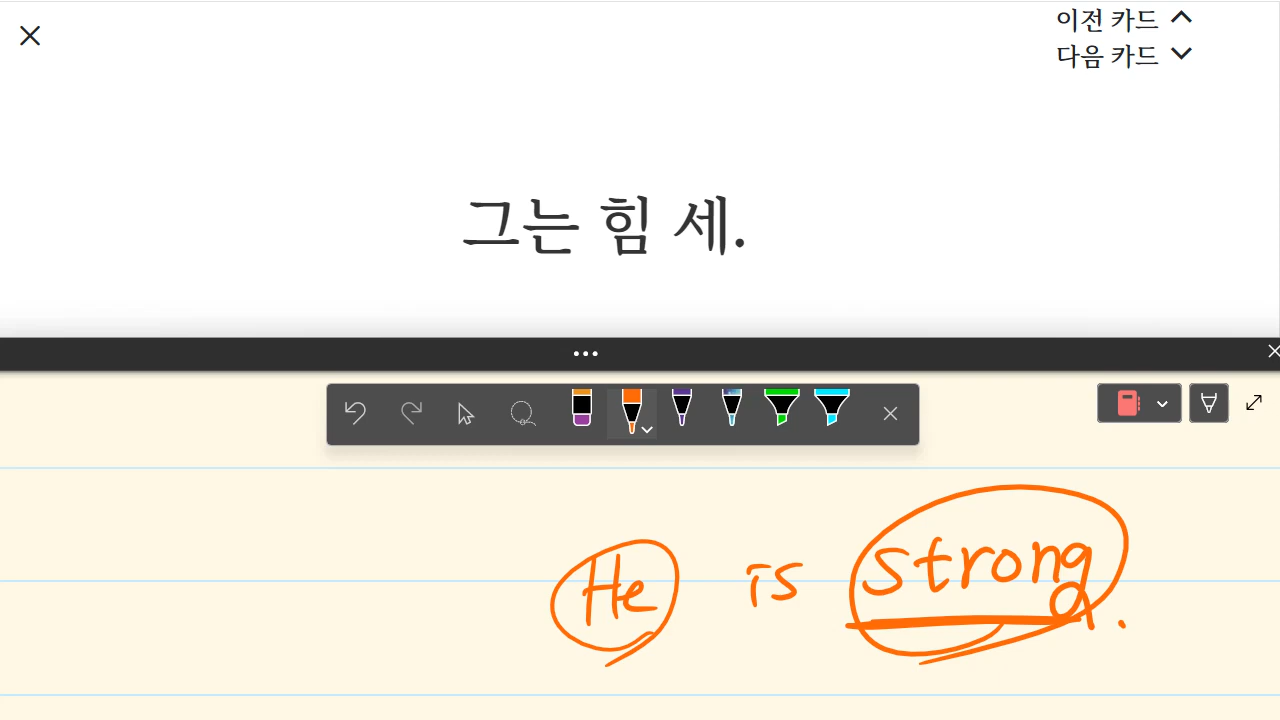 이전 카드
다음 카드
그는 힘 세.
He is strong.